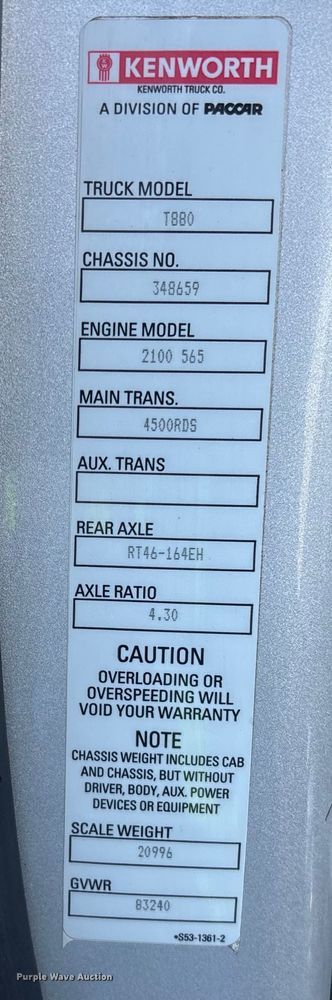 KENWORTH
KENWORTH TRUCK CO.
A DIVISION OF PACCAR
TRUCK MODEL
T880
CHASSIS NO.
348659
ENGINE MODEL
2100 565
MAIN TRANS.
4500RDS
AUX. TRANS
REAR AXLE
RT46-164EH
AXLE RATIO
4.30
CAUTION
OVERLOADING OR
OVERSPEEDING WILL
VOID YOUR WARRANTY
NOTE
CHASSIS WEIGHT INCLUDES CAB
AND CHASSIS, BUT WITHOUT
DRIVER, BODY, AUX. POWER
DEVICES OR EQUIPMENT
SCALE WEIGHT
20996
GVWR
83240
•S53-1361-2
Purple Wave Auction